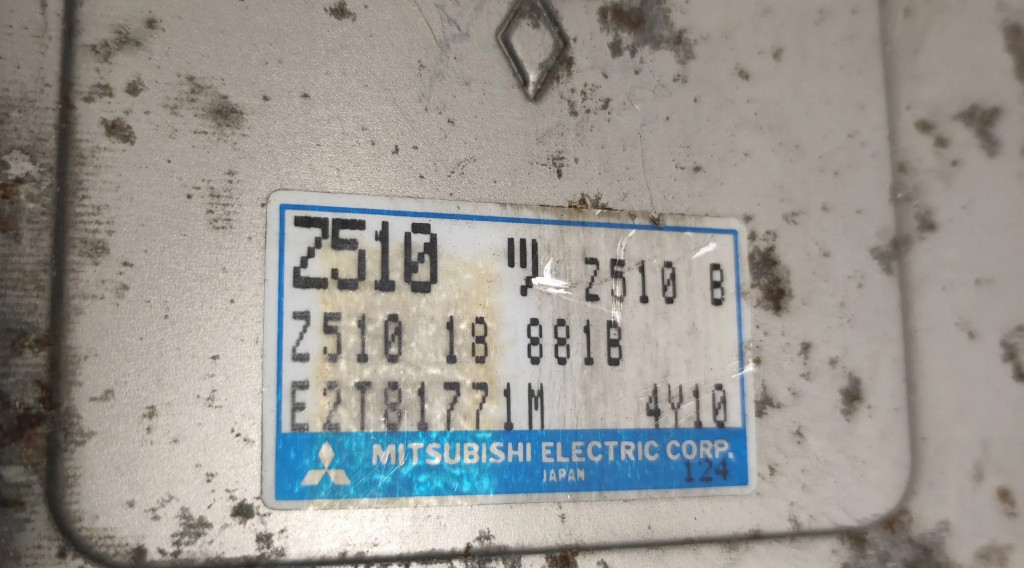 Z510 ツ Z510 B
Z510 18 881B
E2T81771M 4Y10
MITSUBISHI ELECTRIC CORP.
JAPAN 124